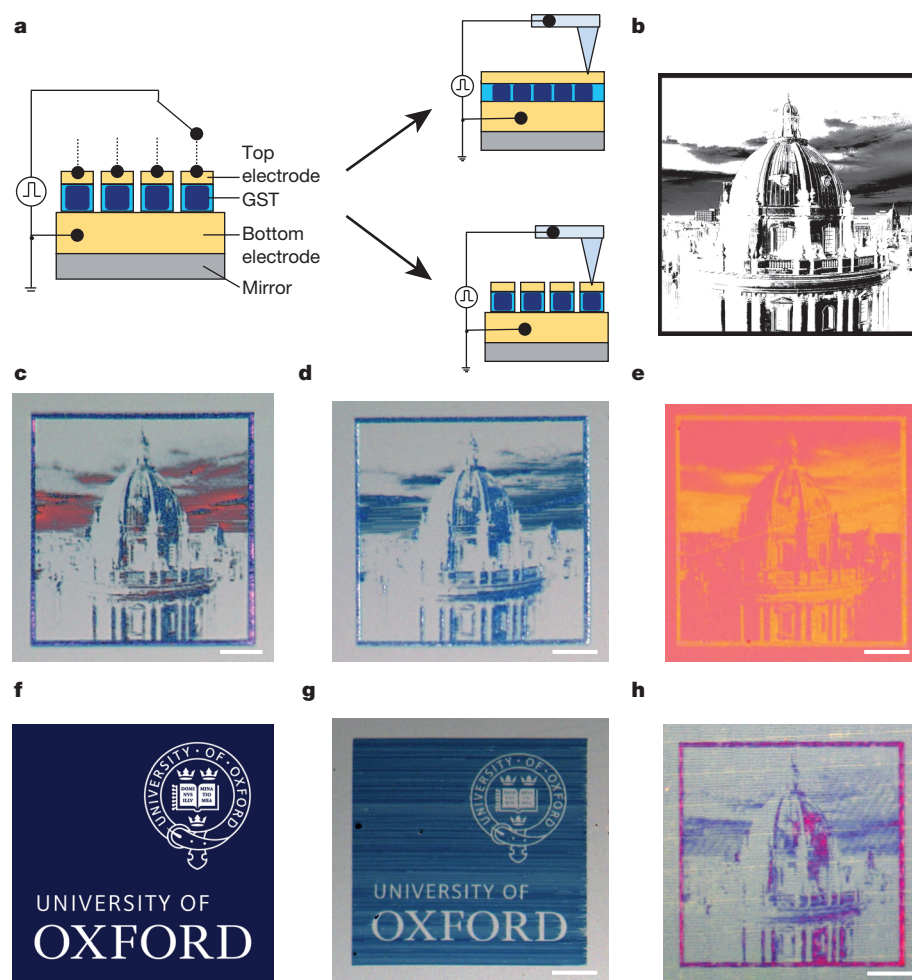 a
b
Top
electrode
GST
Bottom
electrode
Mirror
c
d
e
f
g
h
UNIVERSITY · OF · OXFORD
DOMI MINA
NVS TIO
ILLV MEA
UNIVERSITY OF
OXFORD
UNIVERSITY · OF · OXFORD
UNIVERSITY OF
OXFORD